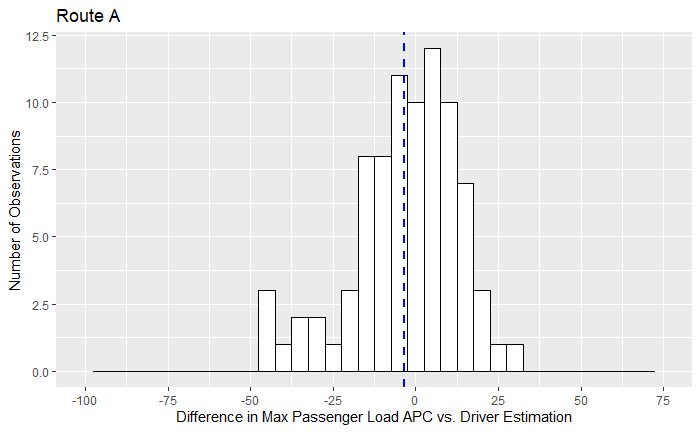 Route A
12.5
10.0
7.5
5.0
2.5
0.0
Number of Observations
-100 -75 -50 -25 0 25 50 75
Difference in Max Passenger Load APC vs. Driver Estimation